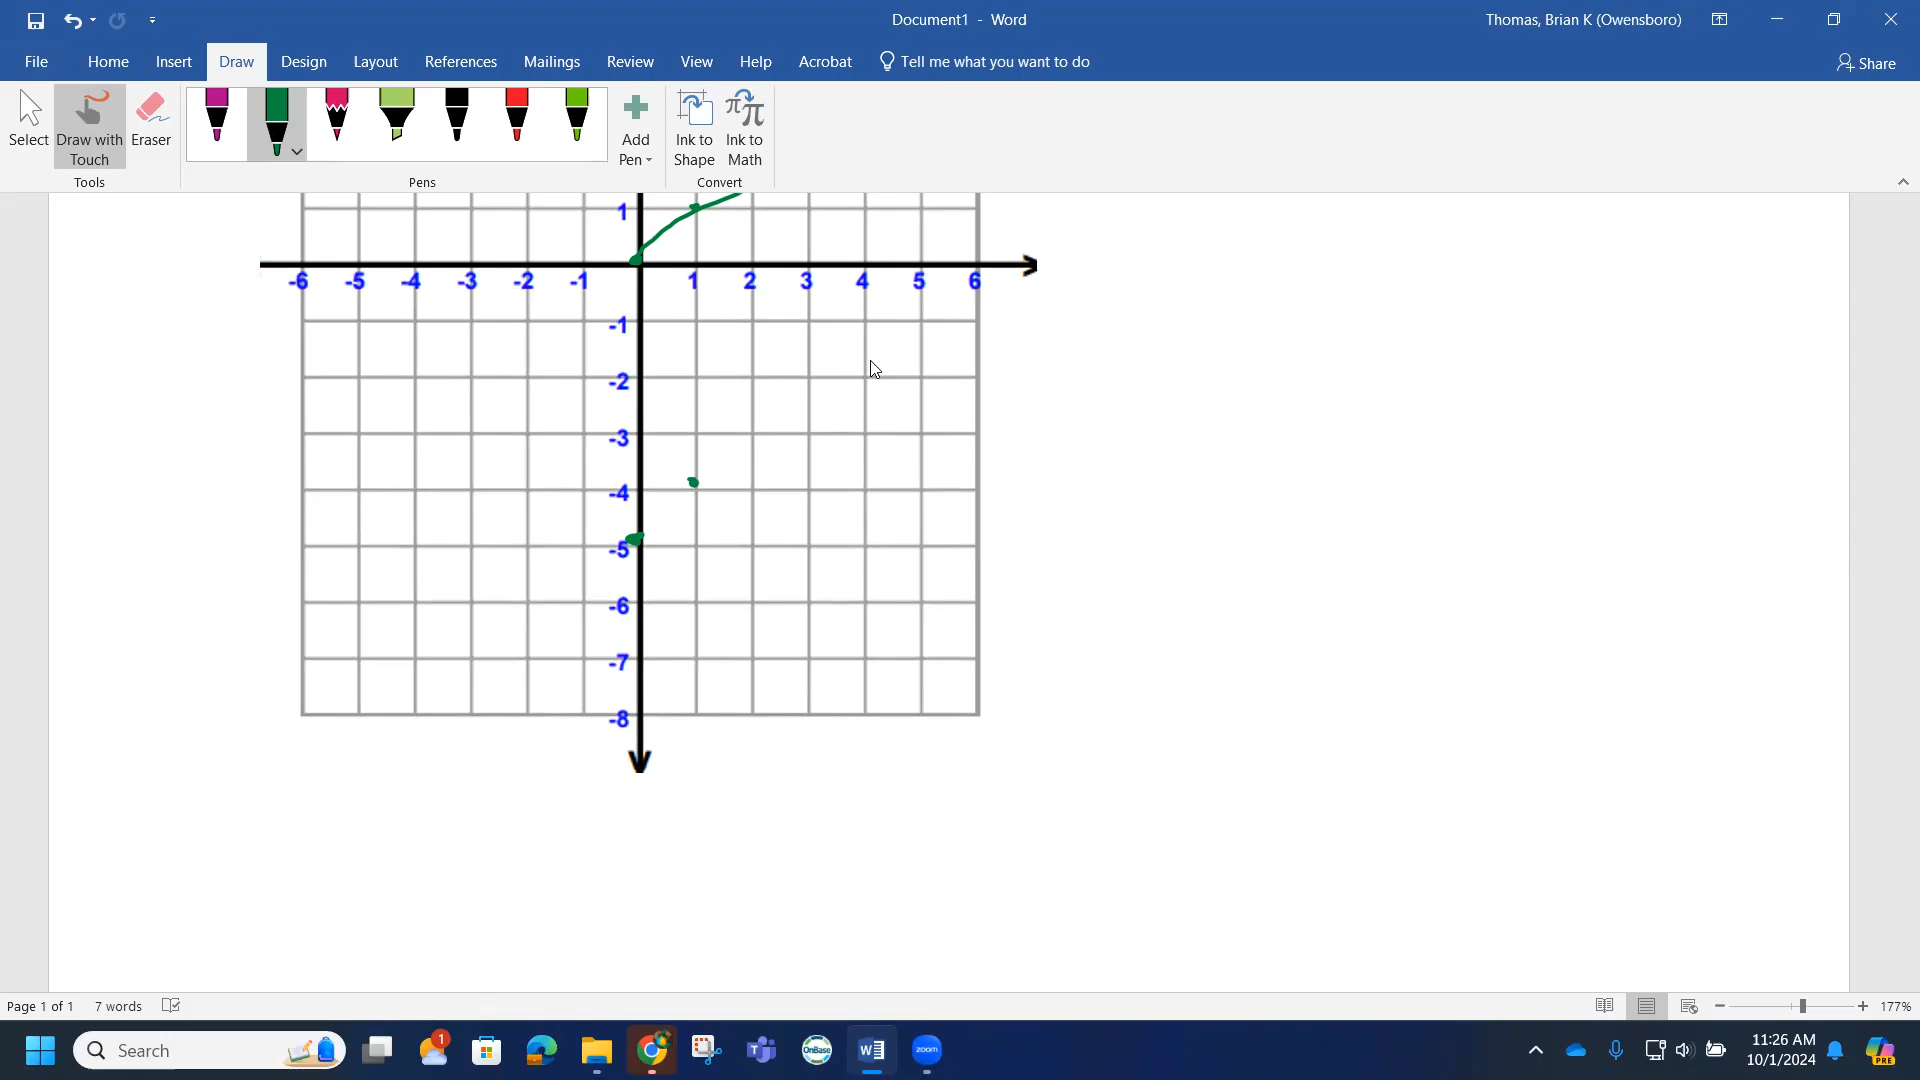 Document1 - Word
Thomas, Brian K (Owensboro)
File Home Insert Draw Design Layout References Mailings Review View Help Acrobat Tell me what you want to do
Share
Select
Draw with Touch
Eraser
Add Pen
Ink to Shape
Ink to Math
Tools
Pens
Convert
1
-6 -5 -4 -3 -2 -1 1 2 3 4 5 6
-1
-2
-3
-4
-5
-6
-7
-8
Page 1 of 1 7 words
177%
Search
1
OnBase
zoom
PRE
11:26 AM
10/1/2024